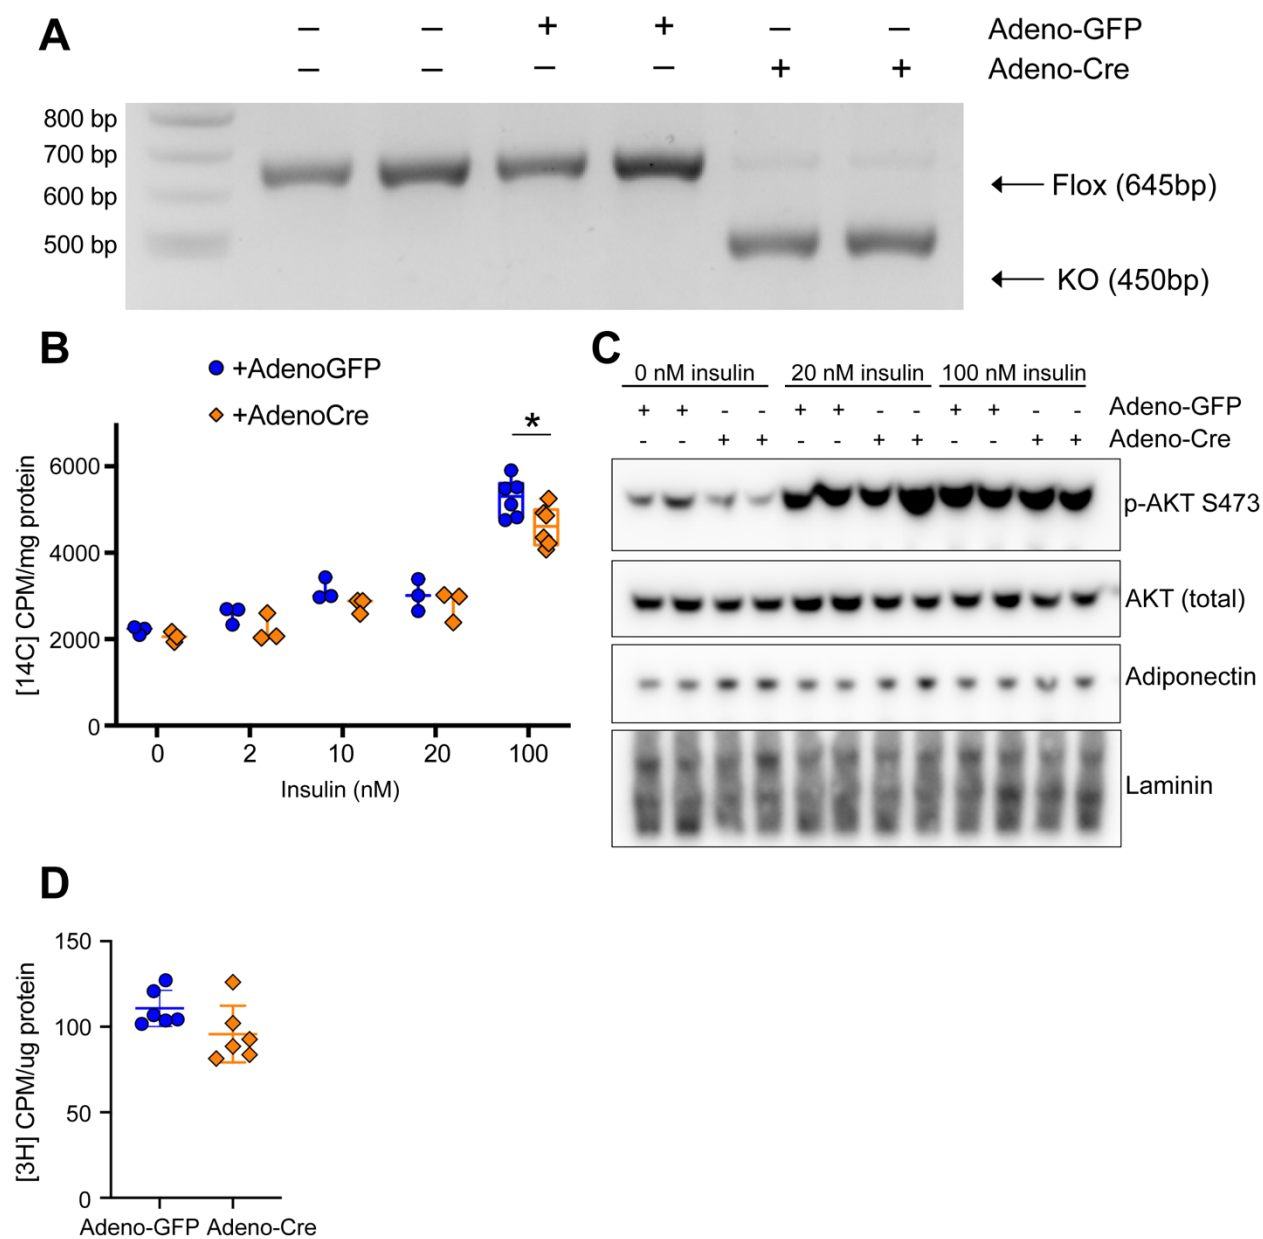 A
– – + + – – Adeno-GFP
– – – – + + Adeno-Cre
800 bp
700 bp
600 bp
500 bp
Flox (645bp)
KO (450bp)
B
+AdenoGFP
+AdenoCre
*
[14C] CPM/mg protein
6000
4000
2000
0
0 2 10 20 100
Insulin (nM)
C
0 nM insulin 20 nM insulin 100 nM insulin
+ + - - + + - - + + - - Adeno-GFP
- - + + - - + + - - + + Adeno-Cre
p-AKT S473
AKT (total)
Adiponectin
Laminin
D
[3H] CPM/ug protein
150
100
50
0
Adeno-GFP Adeno-Cre